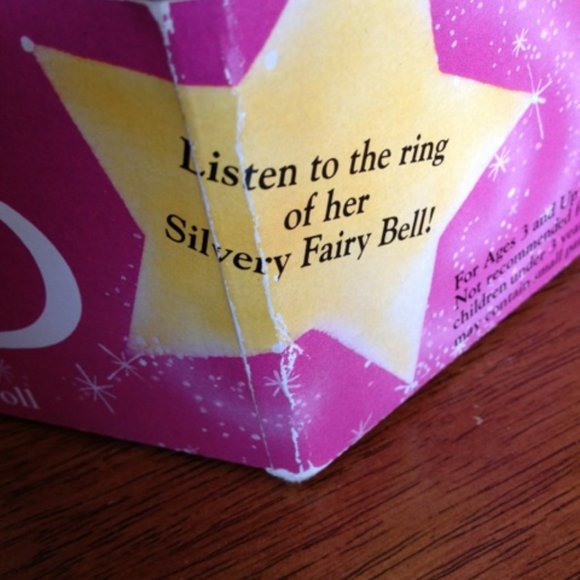 Listen to the ring
of her
Silvery Fairy Bell!
For Ages 3 and Up
Not recommended
children under 3
may contain small
oll